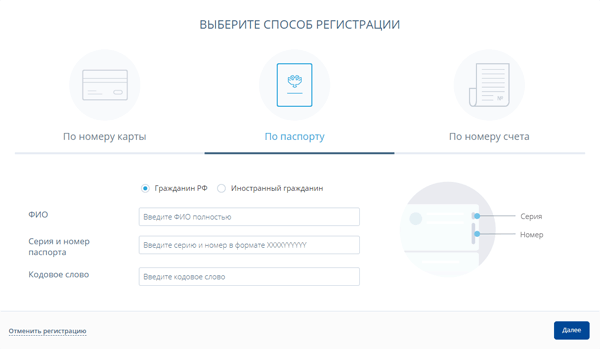 ВЫБЕРИТЕ СПОСОБ РЕГИСТРАЦИИ
По номеру карты
По паспорту
По номеру счета
Гражданин РФ
Иностранный гражданин
ФИО
Введите ФИО полностью
Серия
Номер
Серия и номер
паспорта
Введите серию и номер в формате XXXXYYYYYY
Кодовое слово
Введите кодовое слово
Отменить регистрацию
Далее